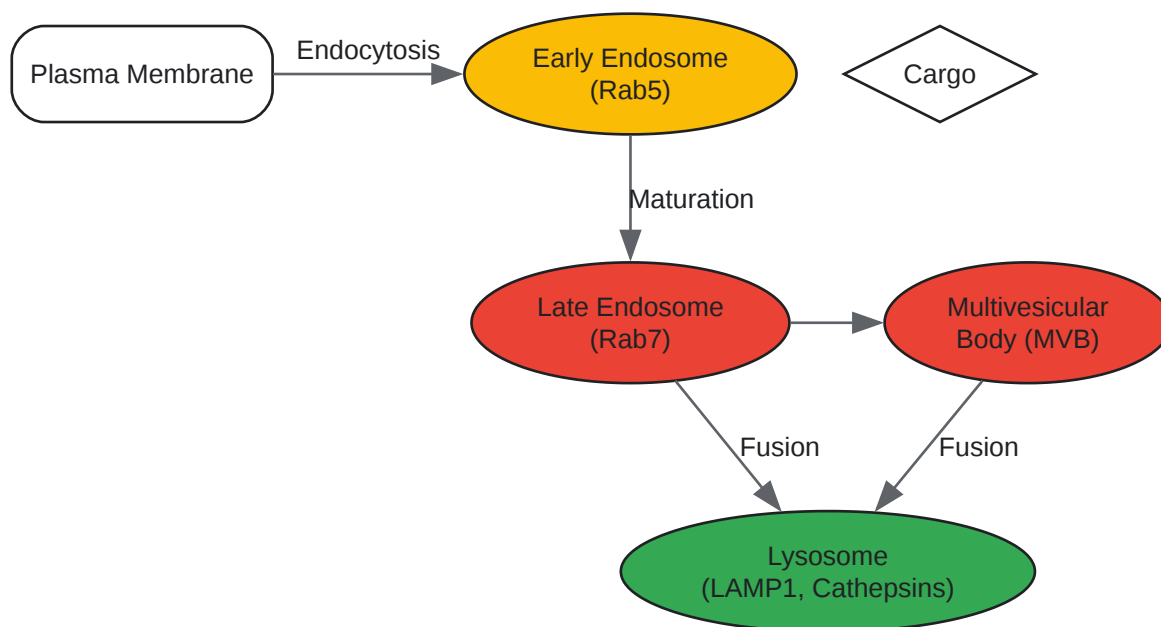 Plasma Membrane
Endocytosis
Early Endosome
(Rab5)
Cargo
Maturation
Late Endosome
(Rab7)
Multivesicular
Body (MVB)
Fusion
Fusion
Lysosome
(LAMP1, Cathepsins)